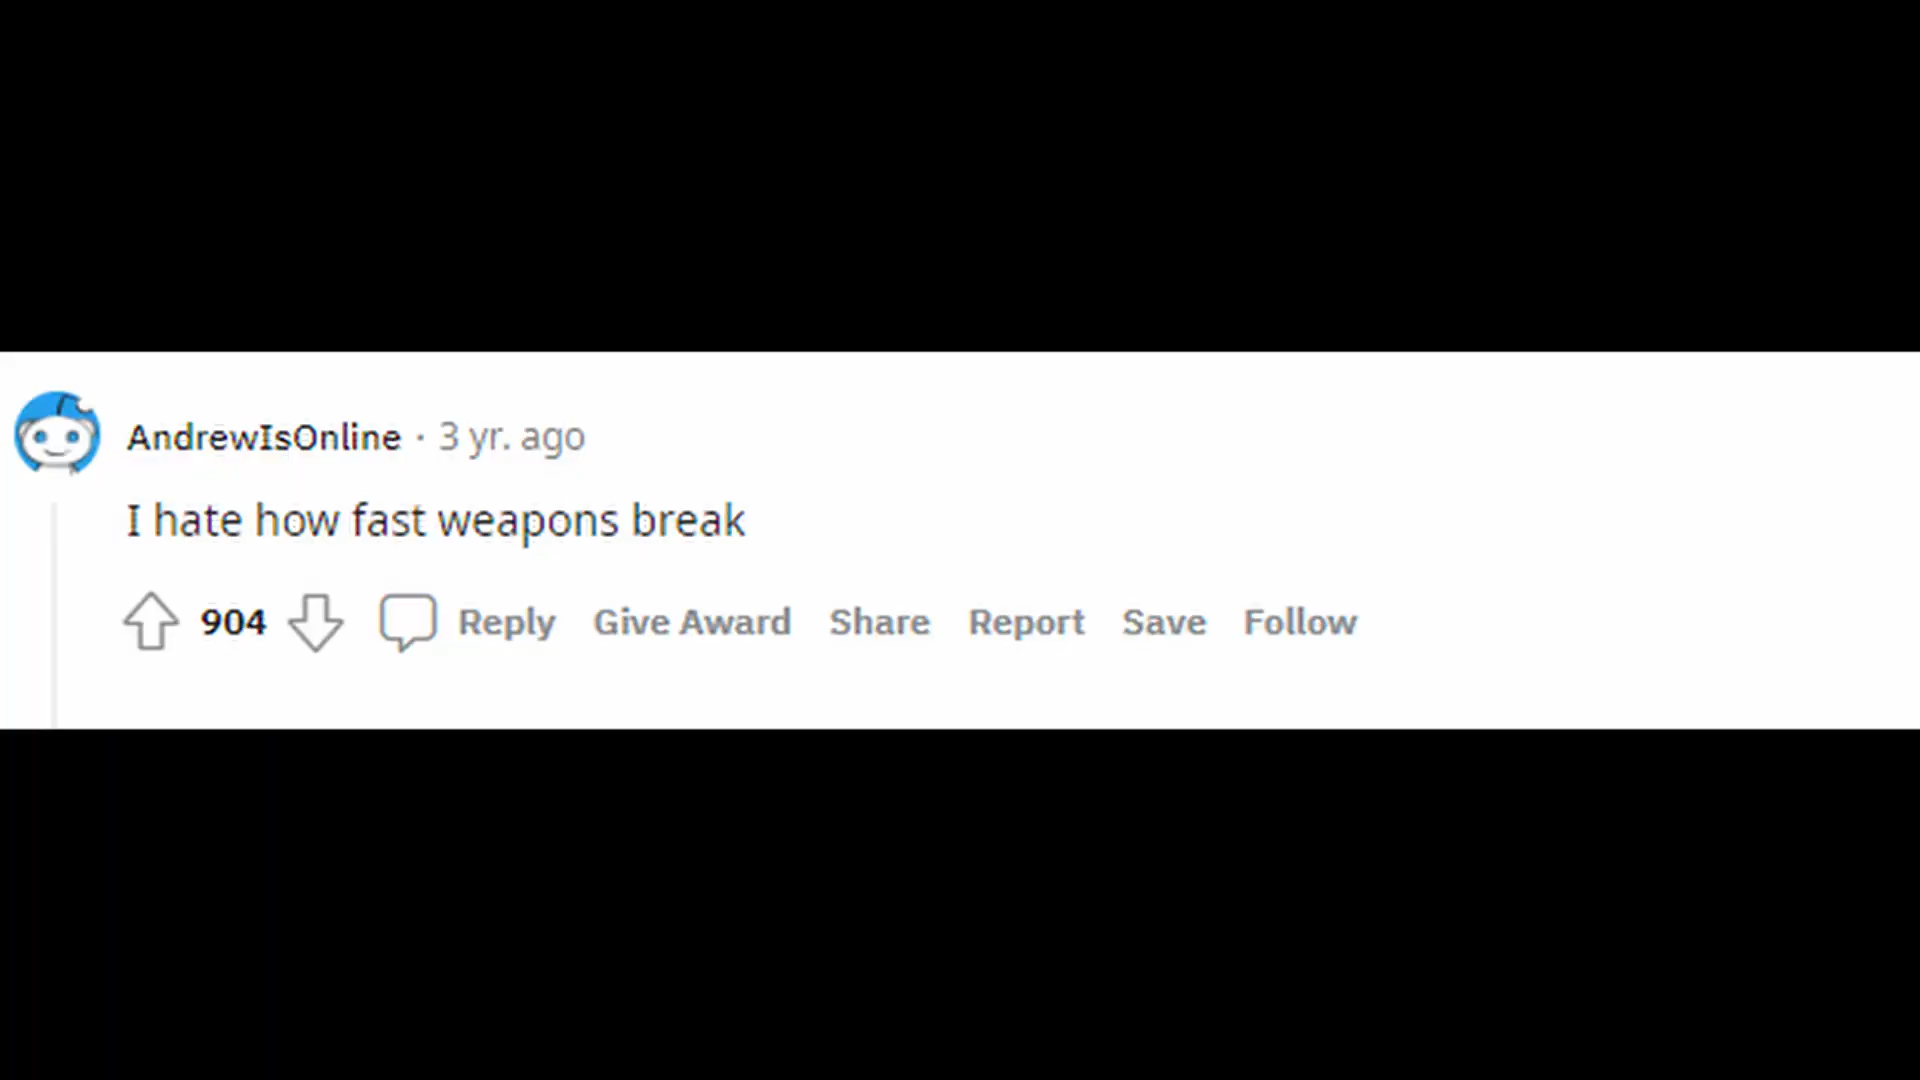 AndrewIsOnline · 3 yr. ago
I hate how fast weapons break
904 Reply Give Award Share Report Save Follow